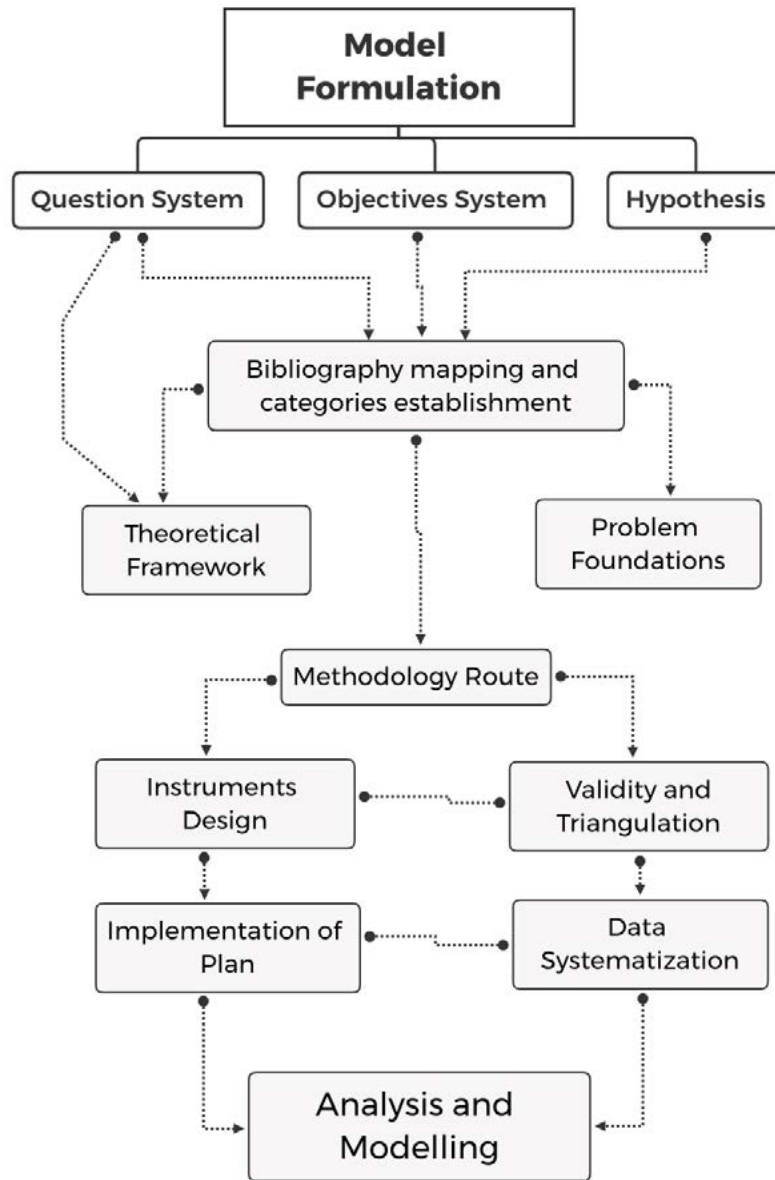 Model
Formulation
Question System
Objectives System
Hypothesis
Bibliography mapping and
categories establishment
Theoretical
Framework
Problem
Foundations
Methodology Route
Instruments
Design
Validity and
Triangulation
Implementation of
Plan
Data
Systematization
Analysis and
Modelling